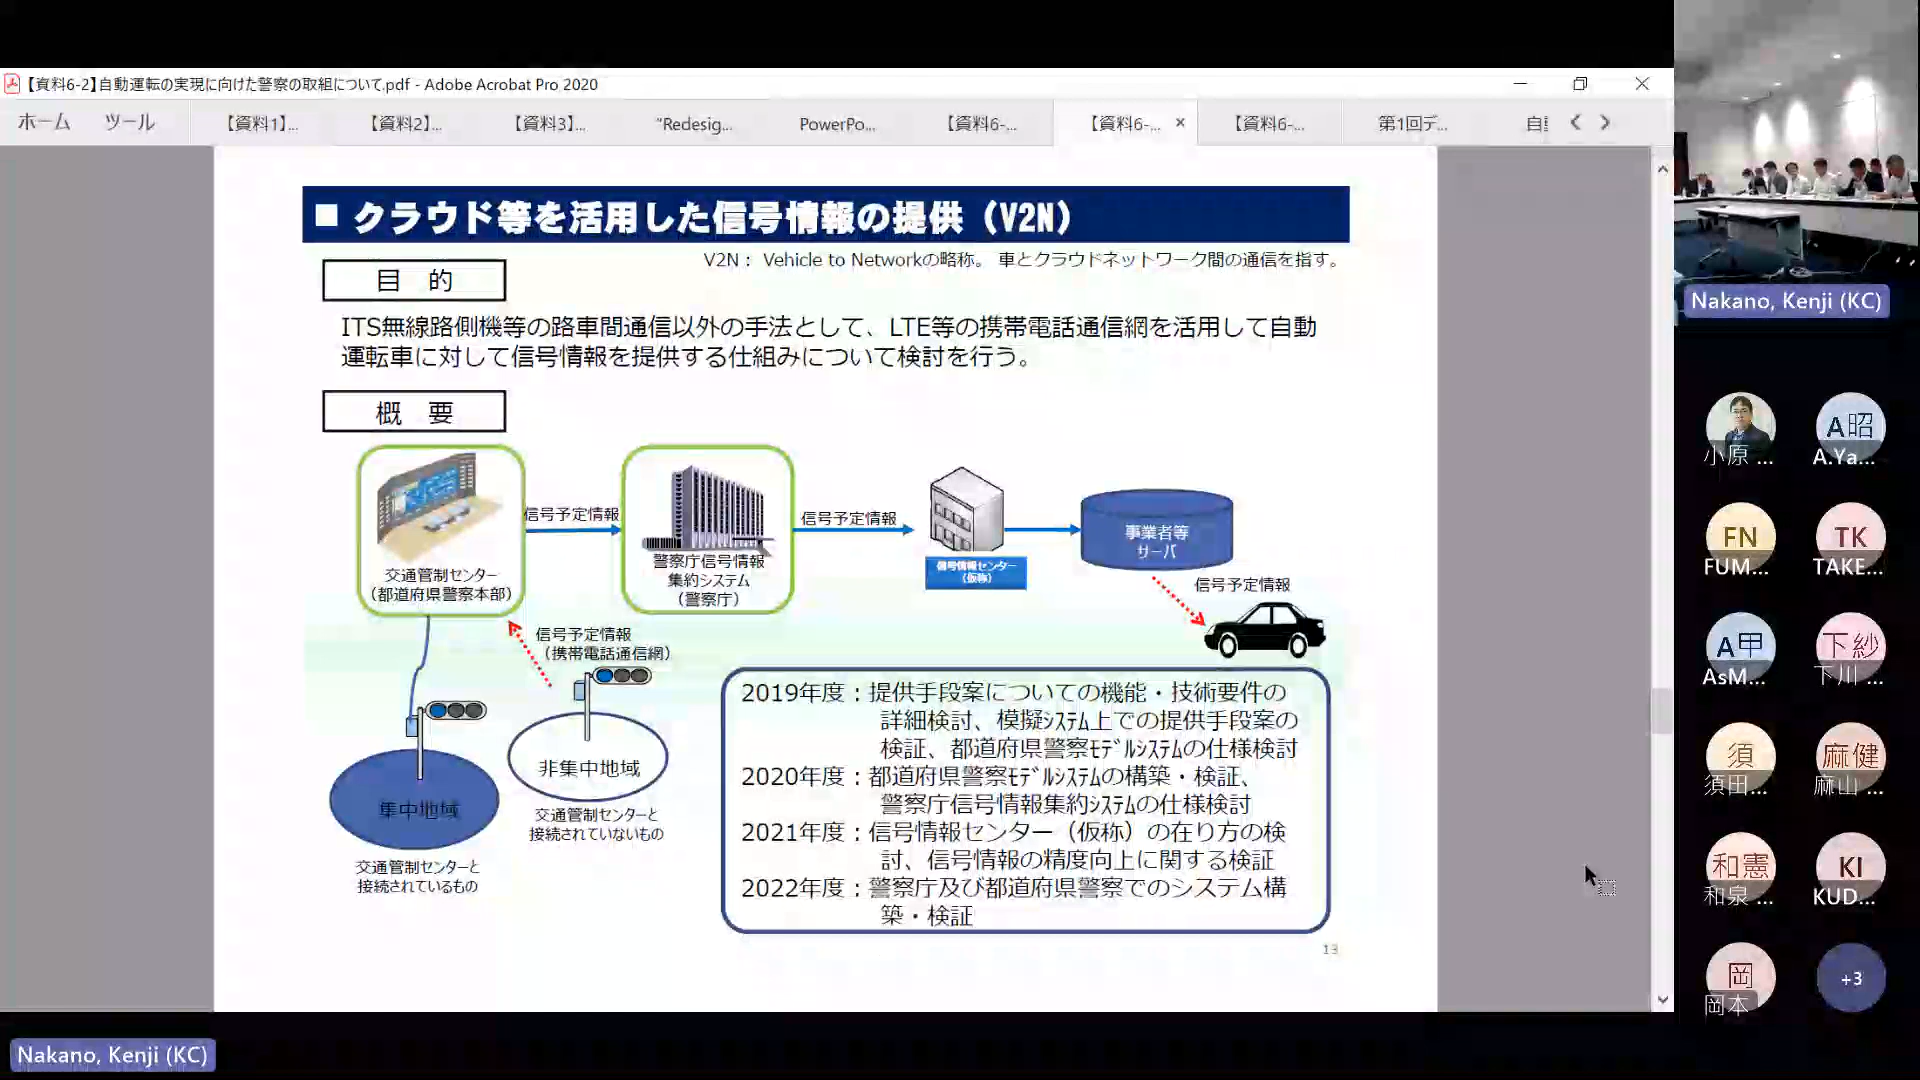 【資料6-2】自動運転の実現に向けた警察の取組について.pdf - Adobe Acrobat Pro 2020
ホーム
ツール
【資料1】...
【資料2】...
【資料3】...
"Redesig...
PowerPo...
【資料6-...
【資料6-...
【資料6-...
第1回デ...
■ クラウド等を活用した信号情報の提供（V2N）
V2N： Vehicle to Networkの略称。 車とクラウドネットワーク間の通信を指す。
目 的
ITS無線路側機等の路車間通信以外の手法として、LTE等の携帯電話通信網を活用して自動
運転車に対して信号情報を提供する仕組みについて検討を行う。
概 要
信号予定情報
信号予定情報
交通管制センター
（都道府県警察本部）
警察庁信号情報
集約システム
（警察庁）
信号情報センター
（仮称）
事業者等
サーバ
信号予定情報
信号予定情報
（携帯電話通信網）
集中地域
非集中地域
交通管制センターと
接続されていないもの
交通管制センターと
接続されているもの
2019年度：提供手段案についての機能・技術要件の
詳細検討、模擬ｼｽﾃﾑ上での提供手段案の
検証、都道府県警察ﾓﾃﾞﾙｼｽﾃﾑの仕様検討
2020年度：都道府県警察ﾓﾃﾞﾙｼｽﾃﾑの構築・検証、
警察庁信号情報集約ｼｽﾃﾑの仕様検討
2021年度：信号情報センター（仮称）の在り方の検
討、信号情報の精度向上に関する検証
2022年度：警察庁及び都道府県警察でのシステム構
築・検証
13
Nakano, Kenji (KC)
小原 ...
A昭
A.Ya...
FN
FUM...
TK
TAKE...
A甲
AsM...
下紗
下川 ...
須
須田...
麻健
麻山 ...
和憲
和泉 ...
KI
KUD...
岡
岡本
+3
Nakano, Kenji (KC)